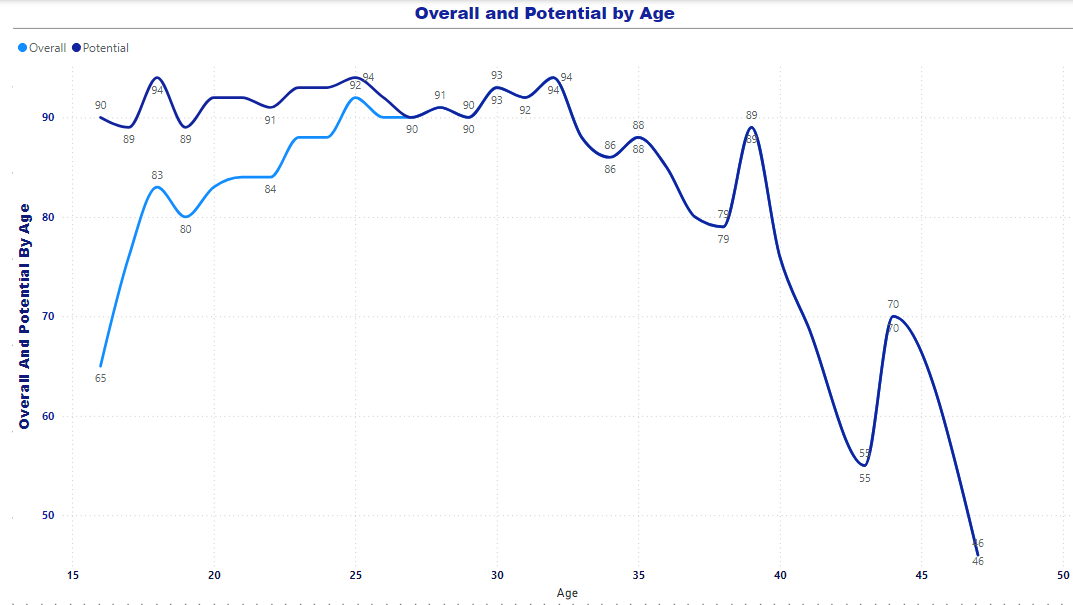 Overall and Potential by Age
Overall Potential
94 94 93 94
90 92 93 94
94 91 90 92
89 89 91 90 90 89
88 89
86 88
83 84 86
80 79
79
70
70
65
55
55
46
46
90
80
70
60
50
Overall And Potential By Age
15 20 25 30 35 40 45 50
Age